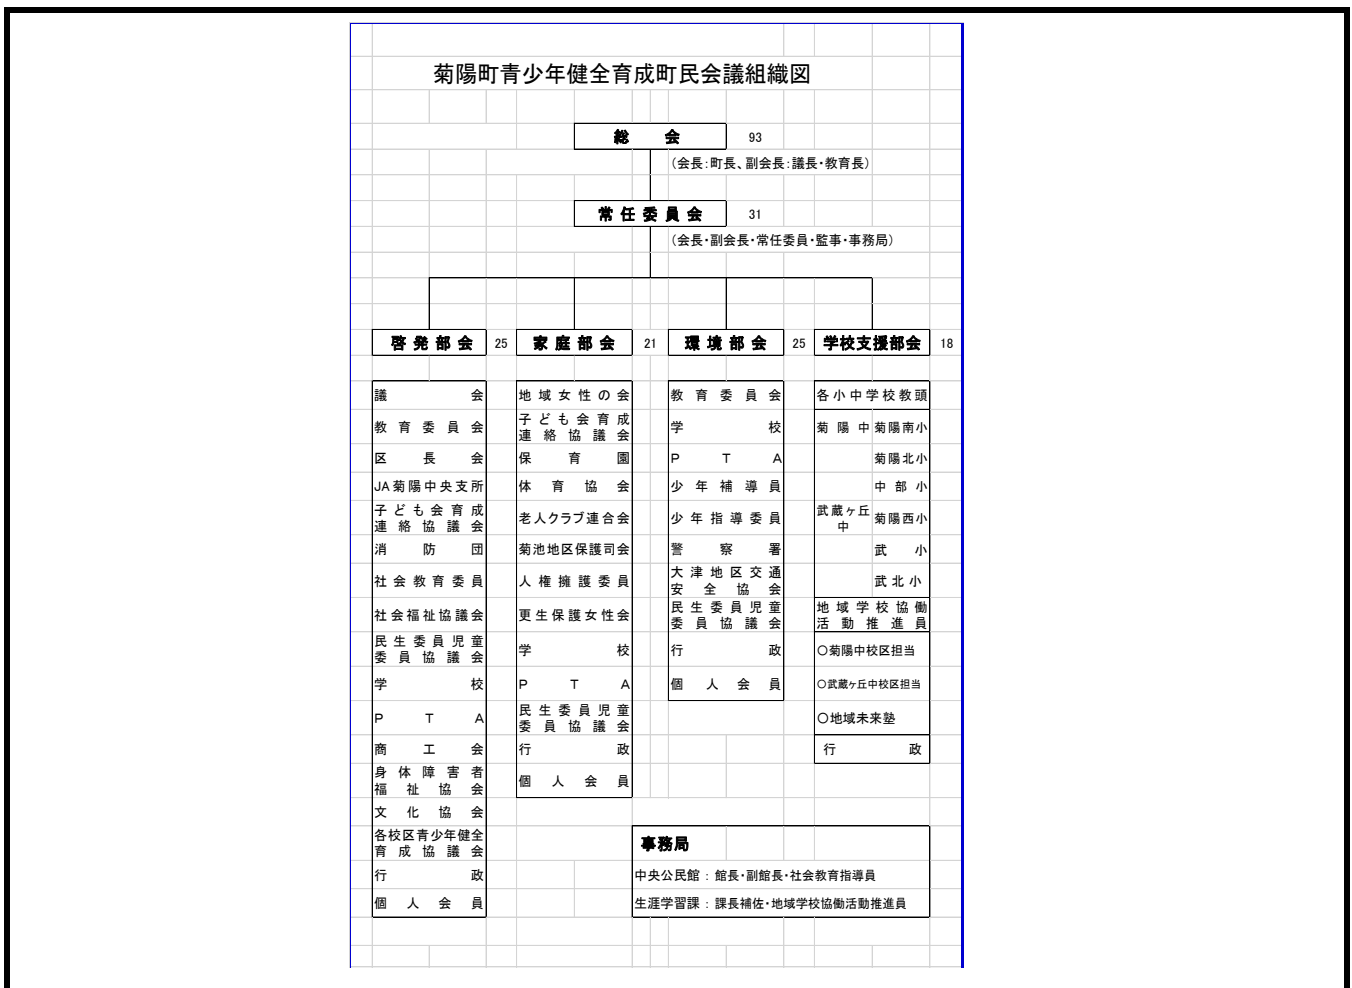 菊陽町青少年健全育成町民会議組織図
総 会 93
（会長：町長、副会長：議長・教育長）
常任委員会 31
（会長・副会長・常任委員・監事・事務局）
啓発部会 25
議 会
教育委員会
区長会
JA菊陽中央支所
子ども会育成
連絡協議会
消防団
社会教育委員
社会福祉協議会
民生委員児童
委員協議会
学 校
P T A
商工会
身体障害者
福祉協会
文化協会
各校区青少年健全
育成協議会
行 政
個人会員
家庭部会 21
地域女性の会
子ども会育成
連絡協議会
保育園
体育協会
老人クラブ連合会
菊池地区保護司会
人権擁護委員
更生保護女性会
学 校
P T A
民生委員児童
委員協議会
行 政
個人会員
環境部会 25
教育委員会
学 校
P T A
少年補導員
少年指導委員
警察署
大津地区交通
安全協会
民生委員児童
委員協議会
行 政
個人会員
学校支援部会 18
各小中学校教頭
菊陽中 菊陽南小
菊陽北小
中部小
武蔵ヶ丘
中 菊陽西小
武 小
武北小
地域学校協働
活動推進員
○菊陽中校区担当
○武蔵ヶ丘中校区担当
○地域未来塾
行 政
事務局
中央公民館：館長・副館長・社会教育指導員
生涯学習課：課長補佐・地域学校協働活動推進員